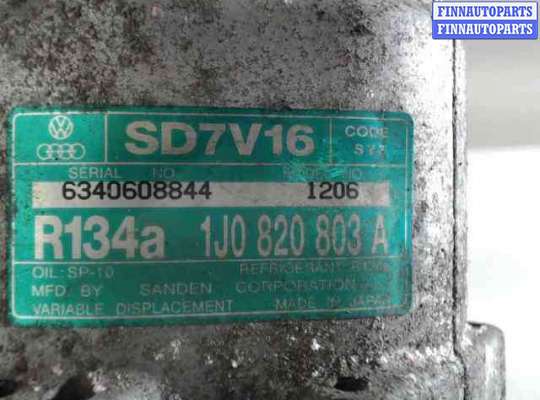 FINNAUTOPARTS
FINNAUTOPARTS
SD7V16
CODE
SERIAL NO
6340608844
1206
R134a
1J0 820 803 A
OIL: SP-10
REFRIGERANT
MFD. BY SANDEN CORPORATION
VARIABLE DISPLACEMENT
MADE IN JAPAN